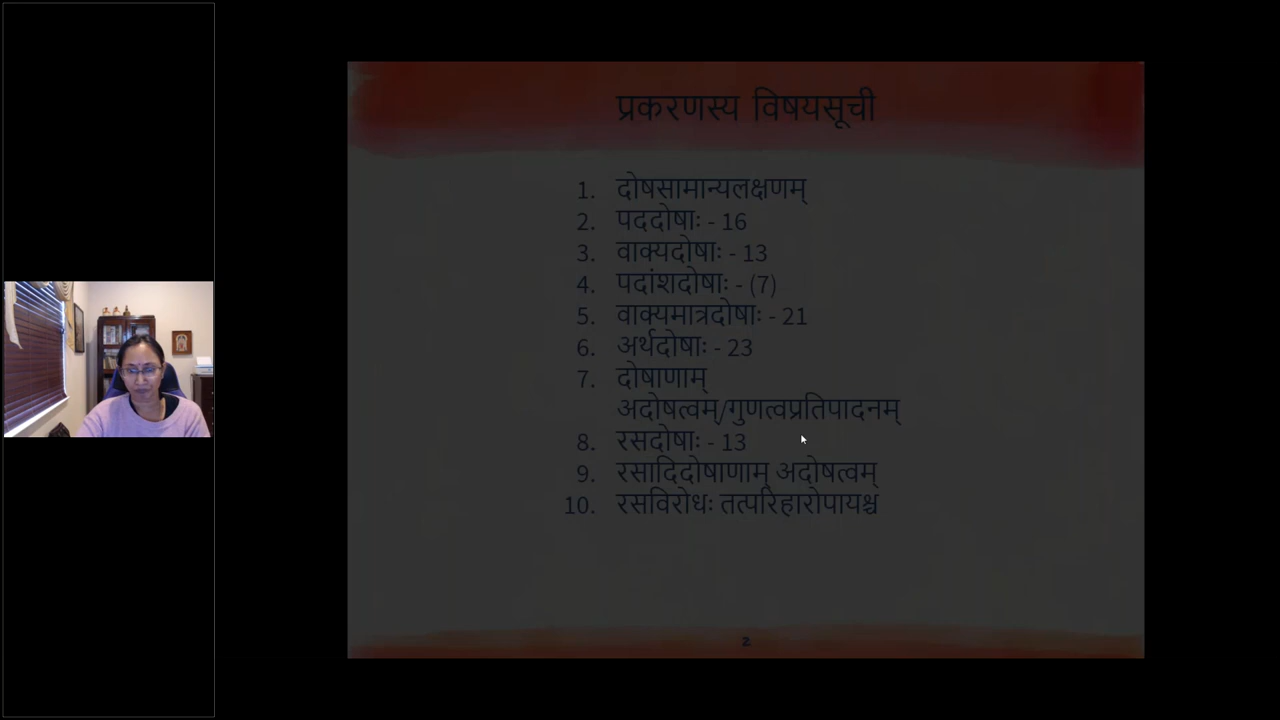 प्रकरणस्य विषयसूची
1. दोषसामान्यलक्षणम्
2. पददोषाः - 16
3. वाक्यदोषाः - 13
4. पदांशदोषाः - (7)
5. वाक्यमात्रदोषाः - 21
6. अर्थदोषाः - 23
7. दोषाणाम्
अदोषत्वम्/गुणत्वप्रतिपादनम्
8. रसदोषाः - 13
9. रसादिदोषाणाम् अदोषत्वम्
10. रसविरोधः तत्परिहारोपायश्च
2